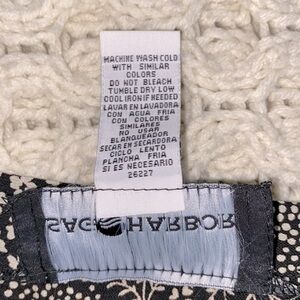 MACHINE WASH COLD
WITH SIMILAR
COLORS
DO NOT BLEACH
TUMBLE DRY LOW
COOL IRON IF NEEDED
LAVAR EN LAVADORA
CON AGUA FRIA
CON COLORES
SIMILARES
NO USAR
BLANQUEADOR
SECAR EN SECARDORA
CICLO LENTO
PLANCHA FRIA
SI ES NECESARIO
26227
SAG HARBOR